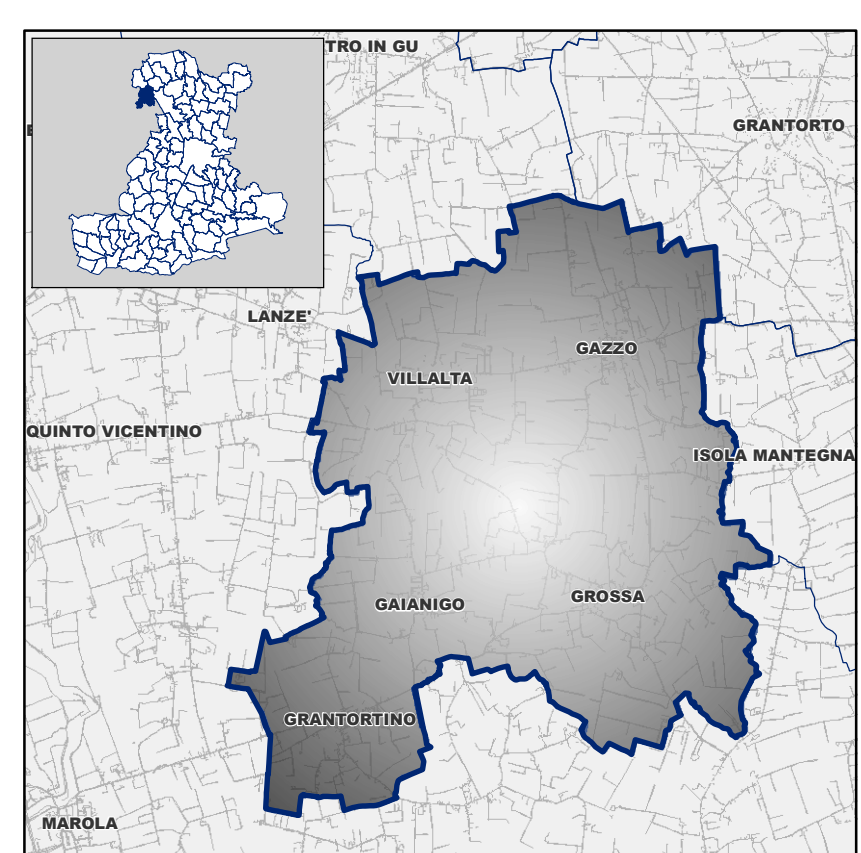 TRO IN GU
GRANTORTO
LANZE'
GAZZO
VILLALTA
QUINTO VICENTINO
ISOLA MANTEGNA
GROSSA
GAIANIGO
GRANTORTINO
MAROLA